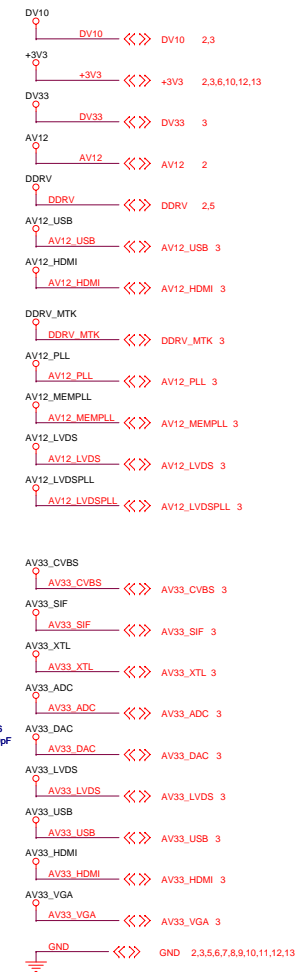 DV10
DV10 DV10 2,3
+3V3
+3V3 +3V3 2,3,6,10,12,13
DV33
DV33 DV33 3
AV12
AV12 AV12 2
DDRV
DDRV DDRV 2,5
AV12_USB
AV12_USB AV12_USB 3
AV12_HDMI
AV12_HDMI AV12_HDMI 3
DDRV_MTK
DDRV_MTK DDRV_MTK 3
AV12_PLL
AV12_PLL AV12_PLL 3
AV12_MEMPLL
AV12_MEMPLL AV12_MEMPLL 3
AV12_LVDS
AV12_LVDS AV12_LVDS 3
AV12_LVDSPLL
AV12_LVDSPLL AV12_LVDSPLL 3
AV33_CVBS
AV33_CVBS AV33_CVBS 3
AV33_SIF
AV33_SIF AV33_SIF 3
AV33_XTL
AV33_XTL AV33_XTL 3
AV33_ADC
AV33_ADC AV33_ADC 3
AV33_DAC
pF
AV33_DAC AV33_DAC 3
AV33_LVDS
AV33_LVDS AV33_LVDS 3
AV33_USB
AV33_USB AV33_USB 3
AV33_HDMI
AV33_HDMI AV33_HDMI 3
AV33_VGA
AV33_VGA AV33_VGA 3
GND GND 2,3,5,6,7,8,9,10,11,12,13